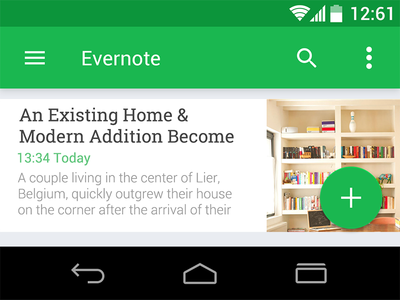 12:61
Evernote
An Existing Home &
Modern Addition Become
13:34 Today
A couple living in the center of Lier,
Belgium, quickly outgrew their house
on the corner after the arrival of their